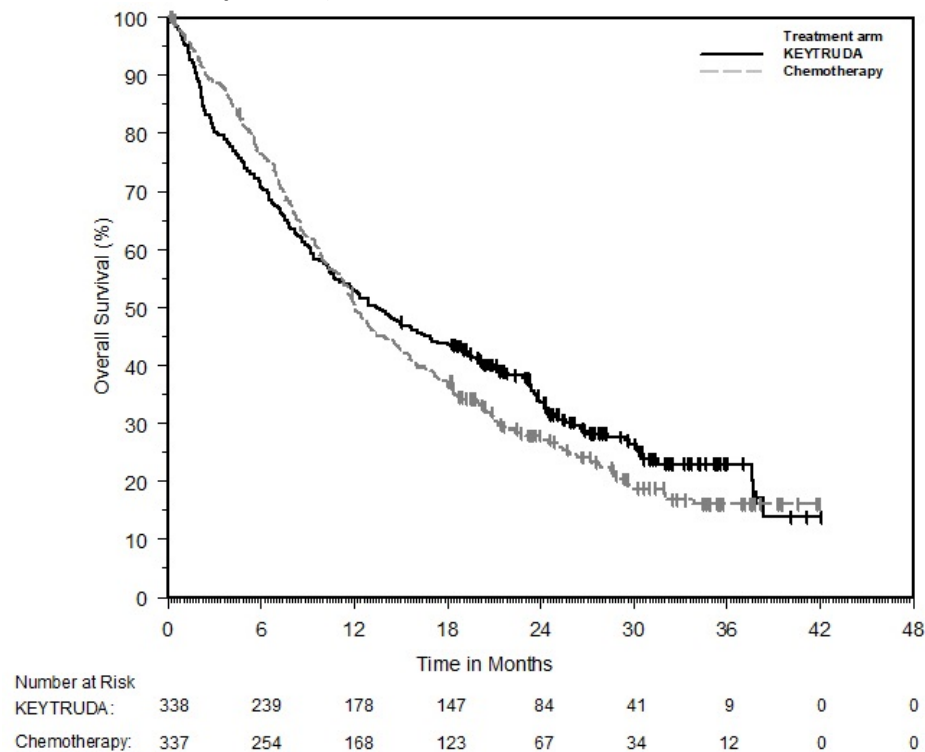 Treatment arm
KEYTRUDA
Chemotherapy
Overall Survival (%)
100
90
80
70
60
50
40
30
20
10
0
0 6 12 18 24 30 36 42 48
Time in Months
Number at Risk
KEYTRUDA: 338 239 178 147 84 41 9 0 0
Chemotherapy: 337 254 168 123 67 34 12 0 0